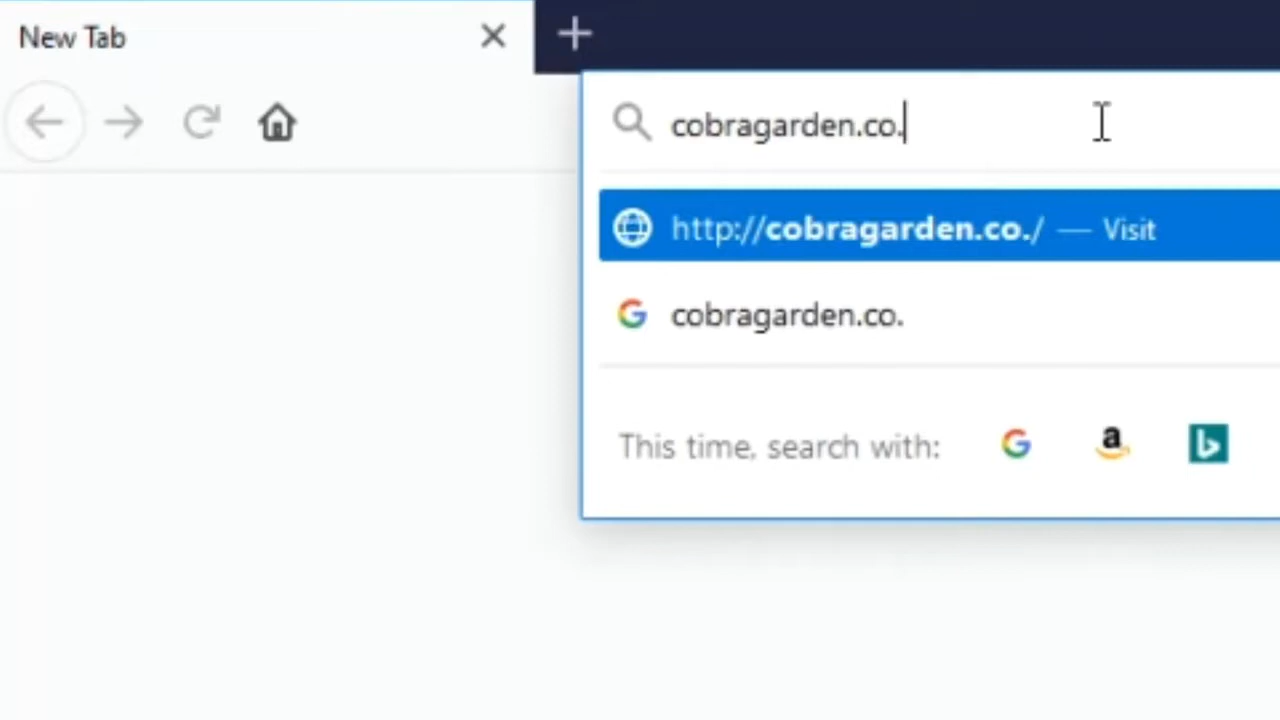 New Tab
cobragarden.co.
http://cobragarden.co./ — Visit
cobragarden.co.
This time, search with: